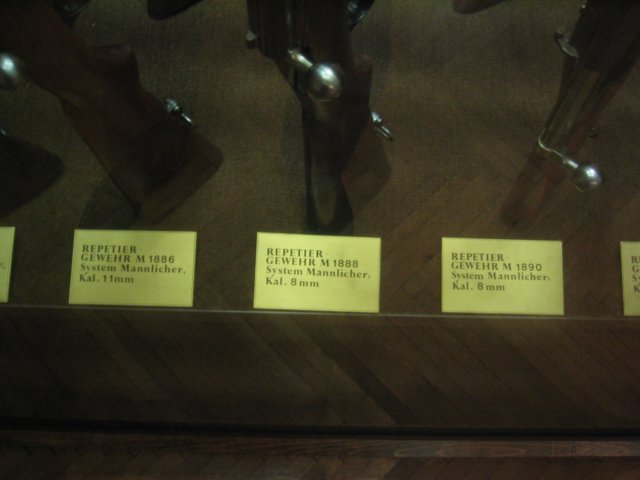 REPETIER-
GEWEHR M 1886
System Mannlicher.
Kal. 11mm
REPETIER-
GEWEHR M 1888
System Mannlicher.
Kal. 8mm
REPETIER-
GEWEHR M 1890
System Mannlicher.
Kal. 8mm